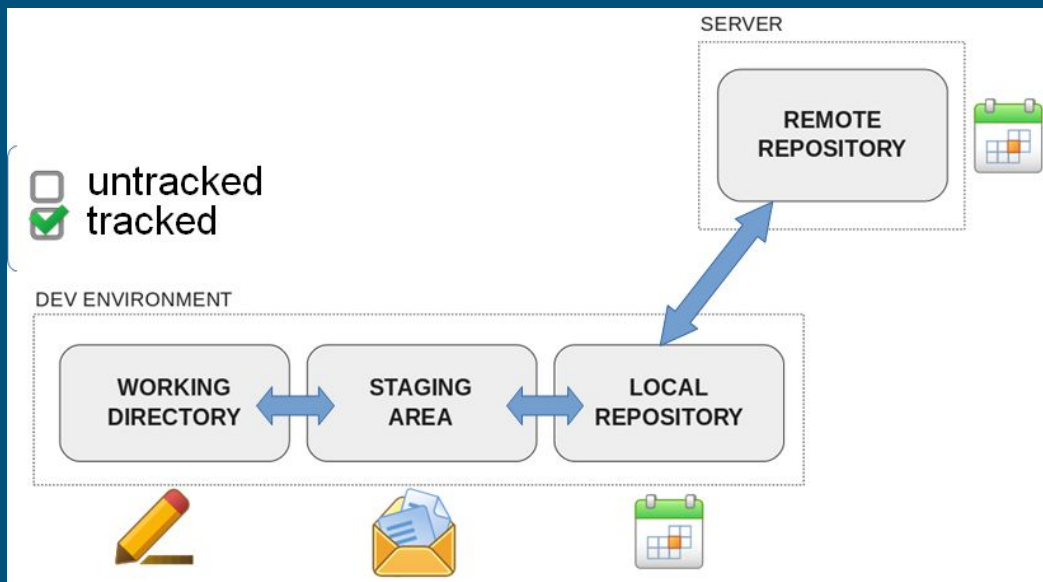 SERVER
REMOTE
REPOSITORY
untracked
tracked
DEV ENVIRONMENT
WORKING
DIRECTORY
STAGING
AREA
LOCAL
REPOSITORY